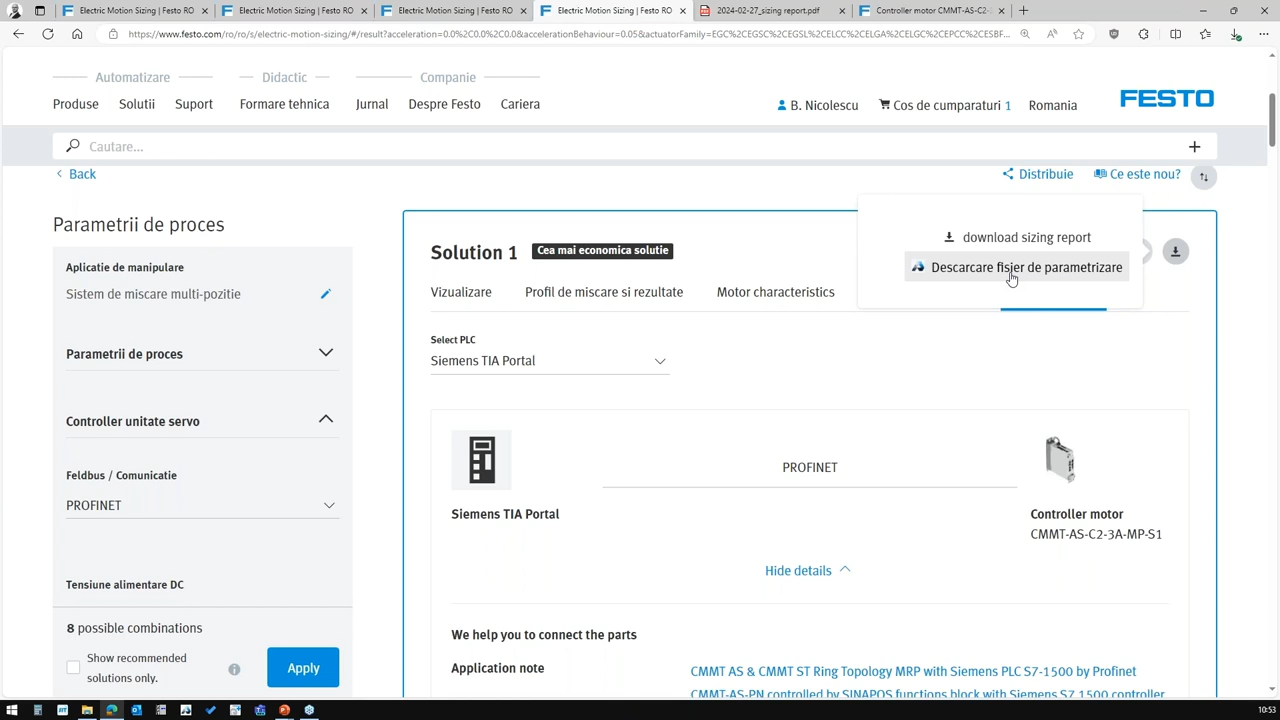 Electric Motion Sizing | Festo RO
Electric Motion Sizing | Festo RO
Electric Motion Sizing | Festo RO
Electric Motion Sizing | Festo RO
2024-02-27_sizing report.pdf
Controller motor CMMT-AS-C2-3
https://www.festo.com/ro/ro/s/electric-motion-sizing/#/result?acceleration=0.0%2C0.0%2C0.0&accelerationBehaviour=0.05&actuatorFamily=EGC%2CEGSC%2CEGSL%2CELCC%2CELGA%2CELGC%2CEPCC%2CESBF...
Automatizare
Didactic
Companie
Produse
Solutii
Suport
Formare tehnica
Jurnal
Despre Festo
Cariera
B. Nicolescu
Cos de cumparaturi 1
Romania
FESTO
Cautare...
Back
Distribuie
Ce este nou?
Parametrii de proces
Aplicatie de manipulare
Sistem de miscare multi-pozitie
Parametrii de proces
Controller unitate servo
Feldbus / Comunicatie
PROFINET
Tensiune alimentare DC
8 possible combinations
Show recommended
solutions only.
Apply
Solution 1
Cea mai economica solutie
download sizing report
Descarcare fisier de parametrizare
Vizualizare
Profil de miscare si rezultate
Motor characteristics
Select PLC
Siemens TIA Portal
PROFINET
Siemens TIA Portal
Controller motor
CMMT-AS-C2-3A-MP-S1
Hide details
We help you to connect the parts
Application note
CMMT AS & CMMT ST Ring Topology MRP with Siemens PLC S7-1500 by Profinet
CMMT-AS-PN controlled by SINAPOS functions block with Siemens S7 1500 controller
10:53